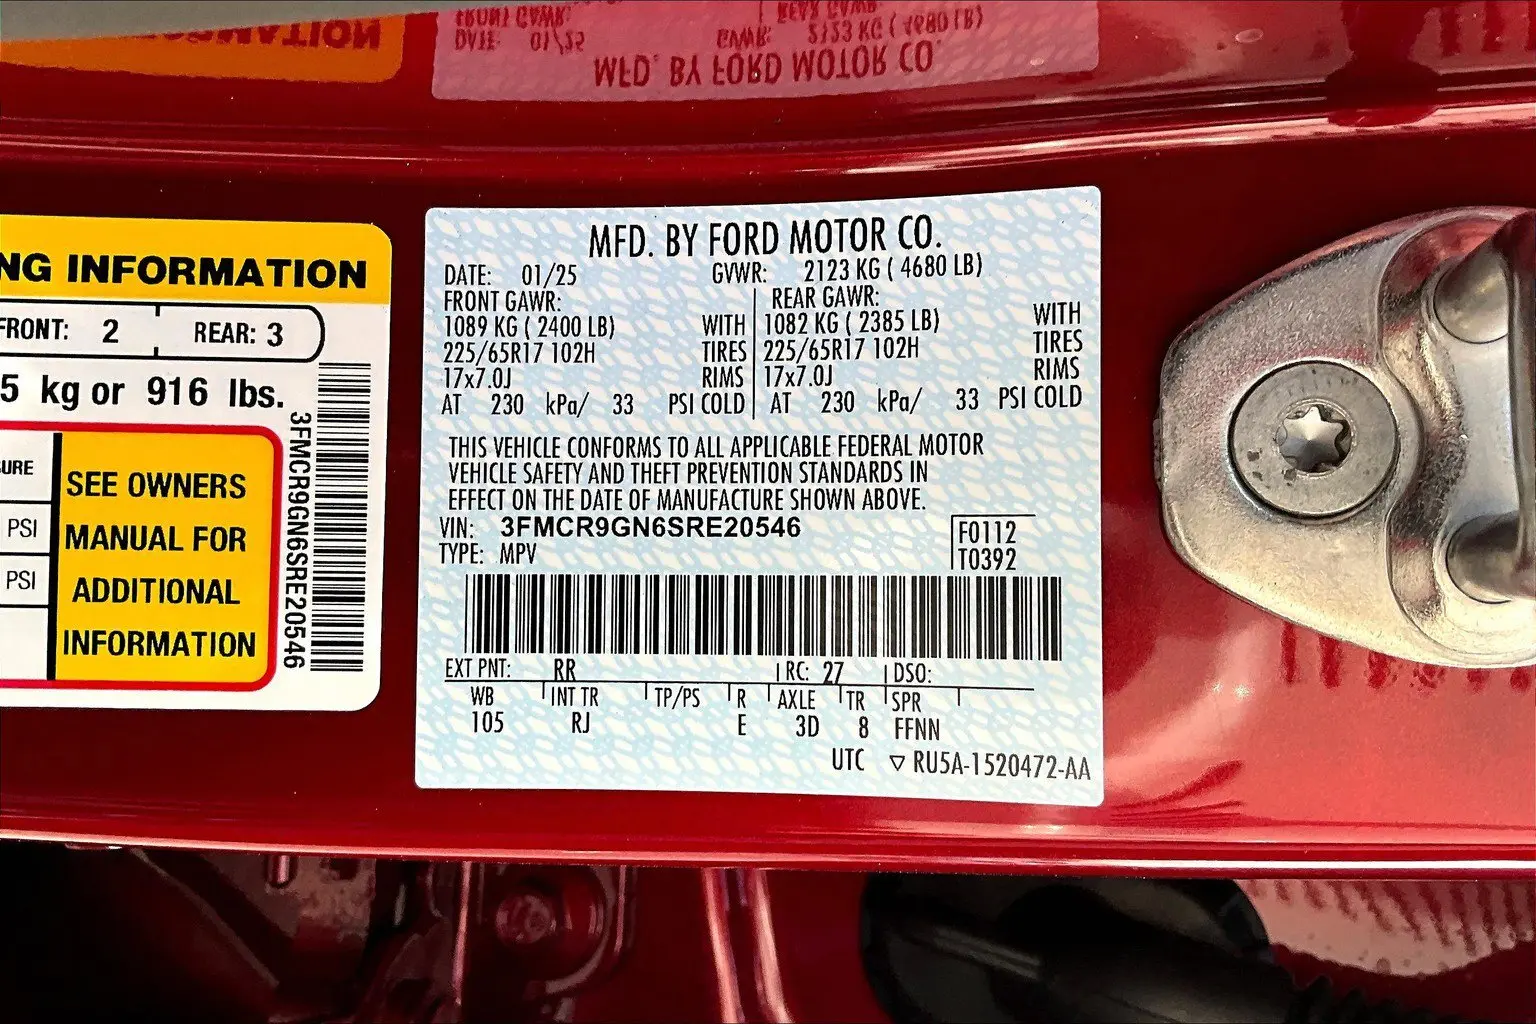 NG INFORMATION
FRONT: 2 REAR: 3
5 kg or 916 lbs.
URE
PSI
PSI
SEE OWNERS
MANUAL FOR
ADDITIONAL
INFORMATION
3FMCR9GN6SRE20546
MFD. BY FORD MOTOR CO.
DATE: 01/25 GVWR: 2123 KG ( 4680 LB)
FRONT GAWR: REAR GAWR:
1089 KG ( 2400 LB) WITH 1082 KG ( 2385 LB) WITH
225/65R17 102H TIRES 225/65R17 102H TIRES
17x7.0J RIMS 17x7.0J RIMS
AT 230 kPa/ 33 PSI COLD AT 230 kPa/ 33 PSI COLD
THIS VEHICLE CONFORMS TO ALL APPLICABLE FEDERAL MOTOR
VEHICLE SAFETY AND THEFT PREVENTION STANDARDS IN
EFFECT ON THE DATE OF MANUFACTURE SHOWN ABOVE.
VIN: 3FMCR9GN6SRE20546 F0112
TYPE: MPV T0392
EXT PNT: RR RC: 27 DSO:
WB INT TR TP/PS R AXLE TR SPR
105 RJ E 3D 8 FFNN
UTC ▽ RU5A-1520472-AA